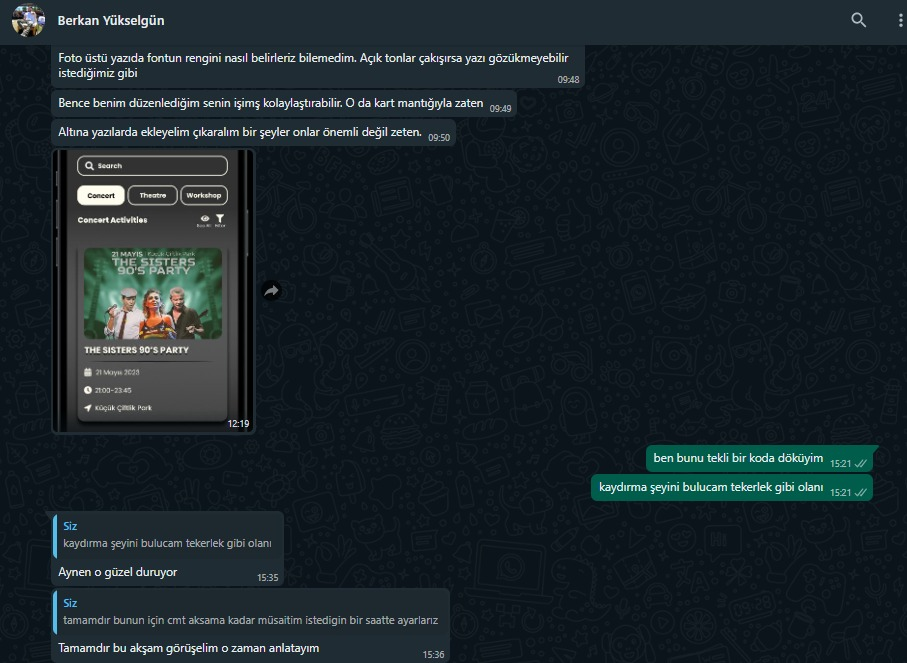 Berkan Yükselgün
Foto üstü yazıda fontun rengini nasıl belirleriz bilemedim. Açık tonlar çakışırsa yazı gözükmeyebilir
istediğimiz gibi
09:48
Bence benim düzenlediğim senin işimş kolaylaştırabilir. O da kart mantığıyla zaten
09:49
Altına yazılarda ekleyelim çıkaralım bir şeyler onlar önemli değil zeten.
09:50
Search
Concert
Theatre
Workshop
Concert Activities
Filter
21 MAYIS
Küçük Çiftlik Park
THE SISTERS
90'S PARTY
THE SISTERS 90'S PARTY
21 Mayıs 2023
21:00-23:45
Küçük Çiftlik Park
12:19
ben bunu tekli bir koda döküyim
15:21
kaydırma şeyini bulucam tekerlek gibi olanı
15:21
Siz
kaydırma şeyini bulucam tekerlek gibi olanı
Aynen o güzel duruyor
15:35
Siz
tamamdır bunun için cmt aksama kadar müsaitim istedigin bir saatte ayarlarız
Tamamdır bu akşam görüşelim o zaman anlatayım
15:36